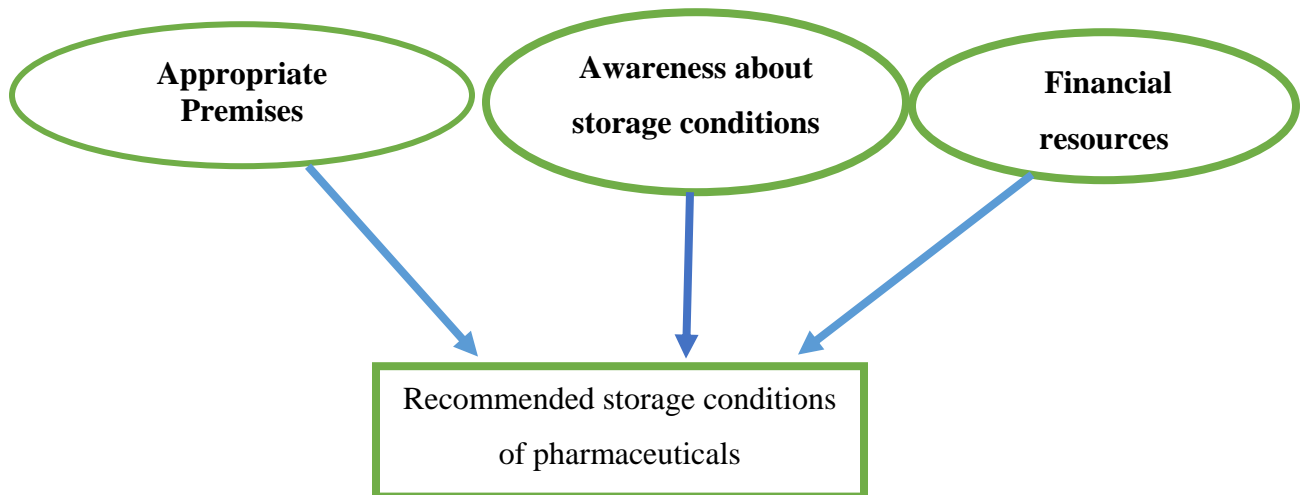 Appropriate
Premises
Awareness about
storage conditions
Financial
resources
Recommended storage conditions
of pharmaceuticals